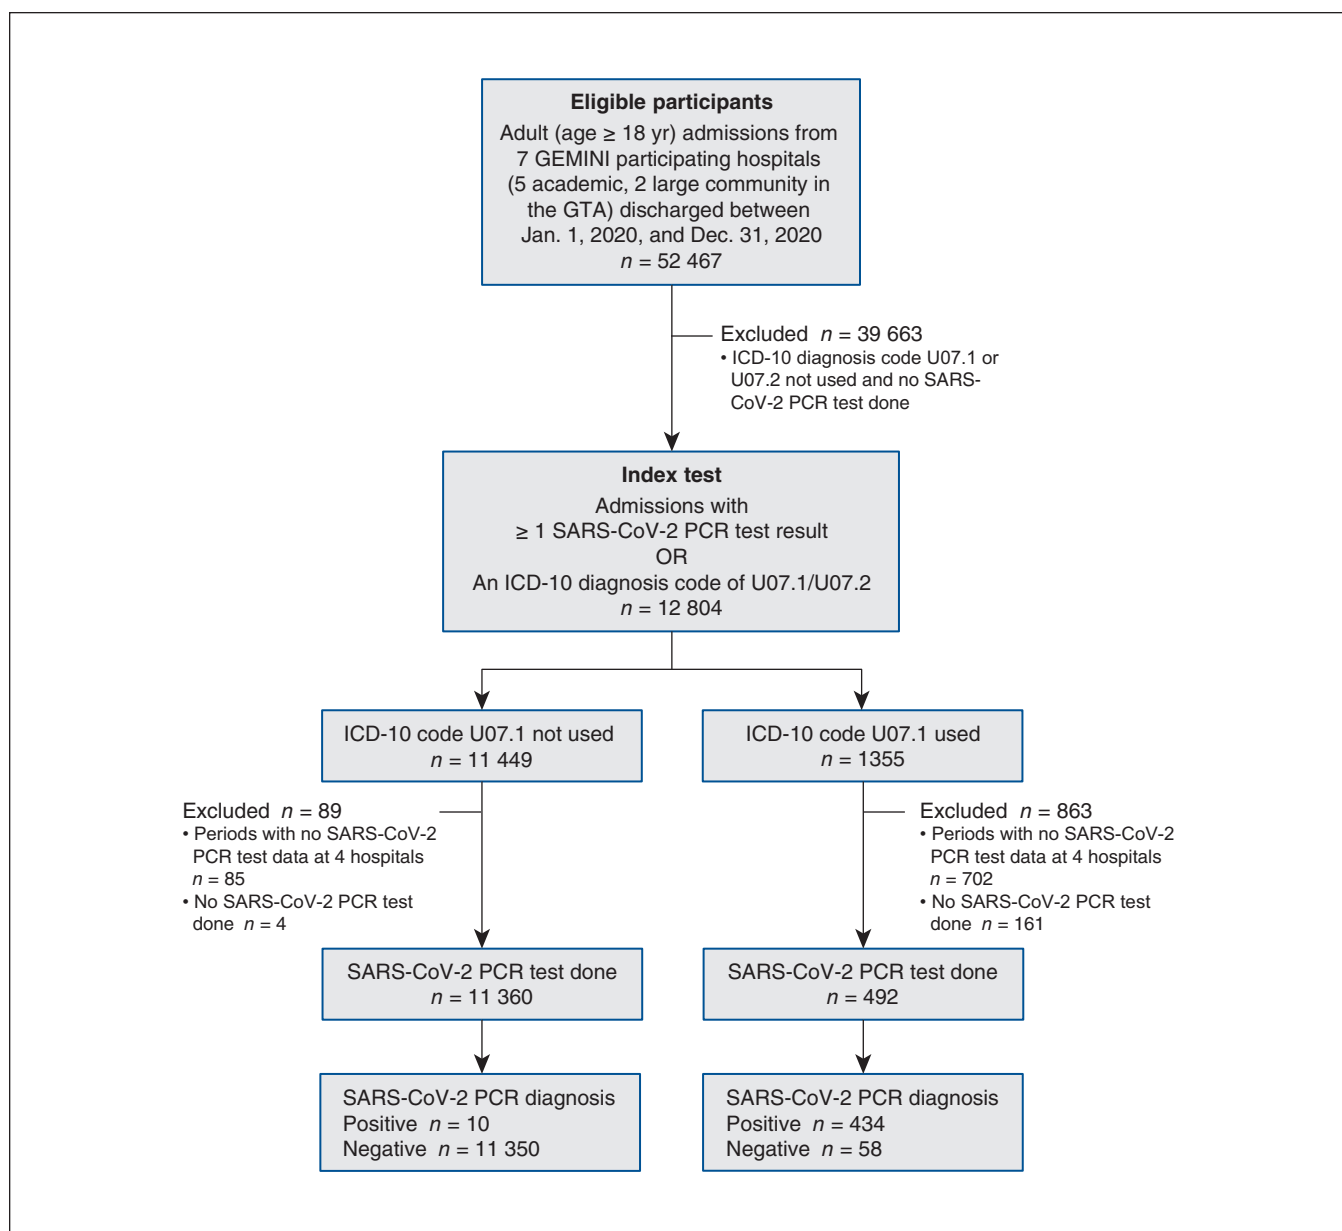 Eligible participants
Adult (age ≥ 18 yr) admissions from
7 GEMINI participating hospitals
(5 academic, 2 large community in
the GTA) discharged between
Jan. 1, 2020, and Dec. 31, 2020
n = 52 467
Excluded n = 39 663
• ICD-10 diagnosis code U07.1 or
U07.2 not used and no SARS-
CoV-2 PCR test done
Index test
Admissions with
≥ 1 SARS-CoV-2 PCR test result
OR
An ICD-10 diagnosis code of U07.1/U07.2
n = 12 804
ICD-10 code U07.1 not used
n = 11 449
ICD-10 code U07.1 used
n = 1355
Excluded n = 89
• Periods with no SARS-CoV-2
PCR test data at 4 hospitals
n = 85
• No SARS-CoV-2 PCR test
done n = 4
Excluded n = 863
• Periods with no SARS-CoV-2
PCR test data at 4 hospitals
n = 702
• No SARS-CoV-2 PCR test
done n = 161
SARS-CoV-2 PCR test done
n = 11 360
SARS-CoV-2 PCR test done
n = 492
SARS-CoV-2 PCR diagnosis
Positive n = 10
Negative n = 11 350
SARS-CoV-2 PCR diagnosis
Positive n = 434
Negative n = 58